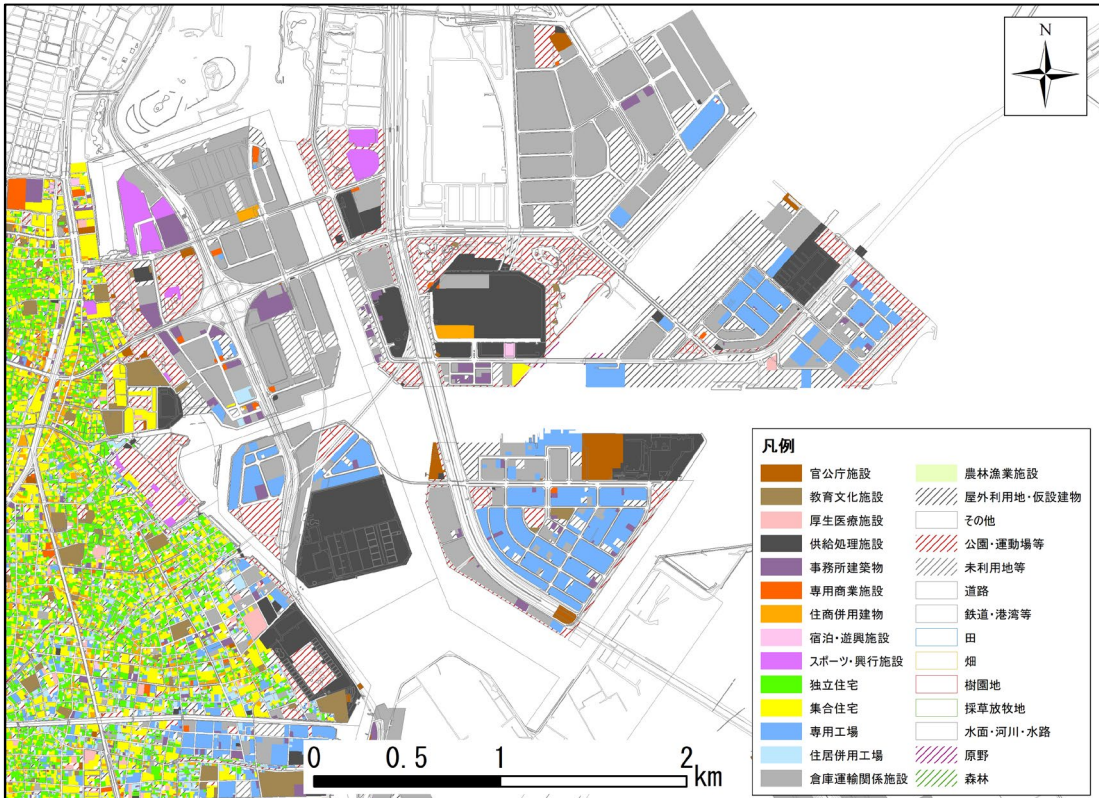 N
凡例
官公庁施設
教育文化施設
厚生医療施設
供給処理施設
事務所建築物
専用商業施設
住商併用建物
宿泊・遊興施設
スポーツ・興行施設
独立住宅
集合住宅
専用工場
住居併用工場
倉庫運輸関係施設
農林漁業施設
屋外利用地・仮設建物
その他
公園・運動場等
未利用地等
道路
鉄道・港湾等
田
畑
樹園地
採草放牧地
水面・河川・水路
原野
森林
0 0.5 1 2
km